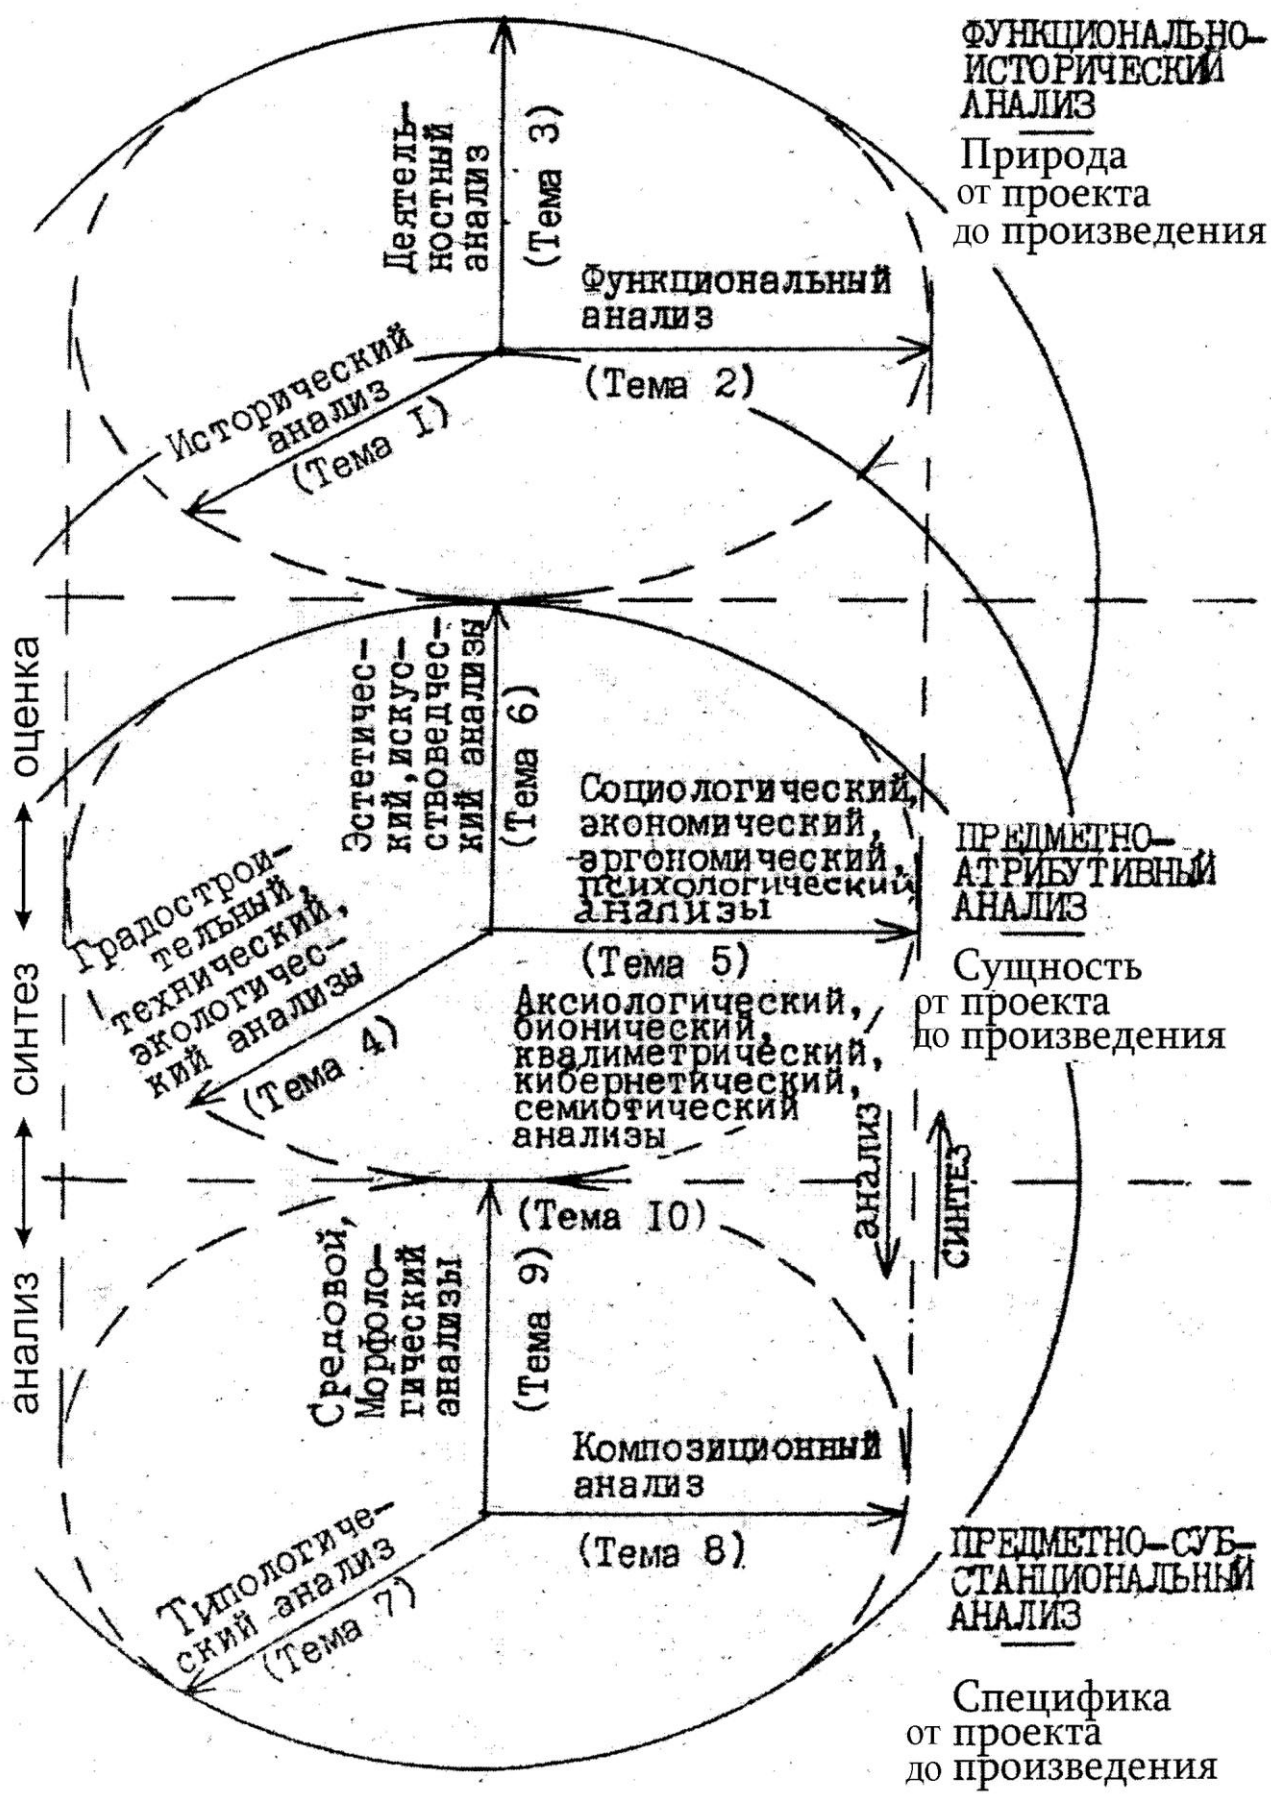 ФУНКЦИОНАЛЬНО-
ИСТОРИЧЕСКИЙ
АНАЛИЗ
Природа
от проекта
до произведения
Деятель-
ностный
анализ
(Тема 3)
Функциональный
анализ
(Тема 2)
Исторический
анализ
(Тема I)
оценка
синтез
анализ
Эстетичес-
кий, искус-
ствоведчес-
кий анализы
(Тема 6)
Социологический,
экономический,
эргономический,
психологический
анализы
(Тема 5)
Градострои-
тельный,
технический,
экологичес-
кий анализы
(Тема 4)
Аксиологический,
бионический,
квалиметрический,
кибернетический,
семиотический
анализы
(Тема IO)
ПРЕДМЕТНО-
АТРИБУТИВНЫЙ
АНАЛИЗ
Сущность
от проекта
до произведения
анализ
синтез
Средовой,
Морфоло-
гический
анализы
(Тема 9)
Композиционный
анализ
(Тема 8)
Типологиче-
ский анализ
(Тема 7)
ПРЕДМЕТНО-СУБ-
СТАНЦИОНАЛЬНЫЙ
АНАЛИЗ
Специфика
от проекта
до произведения